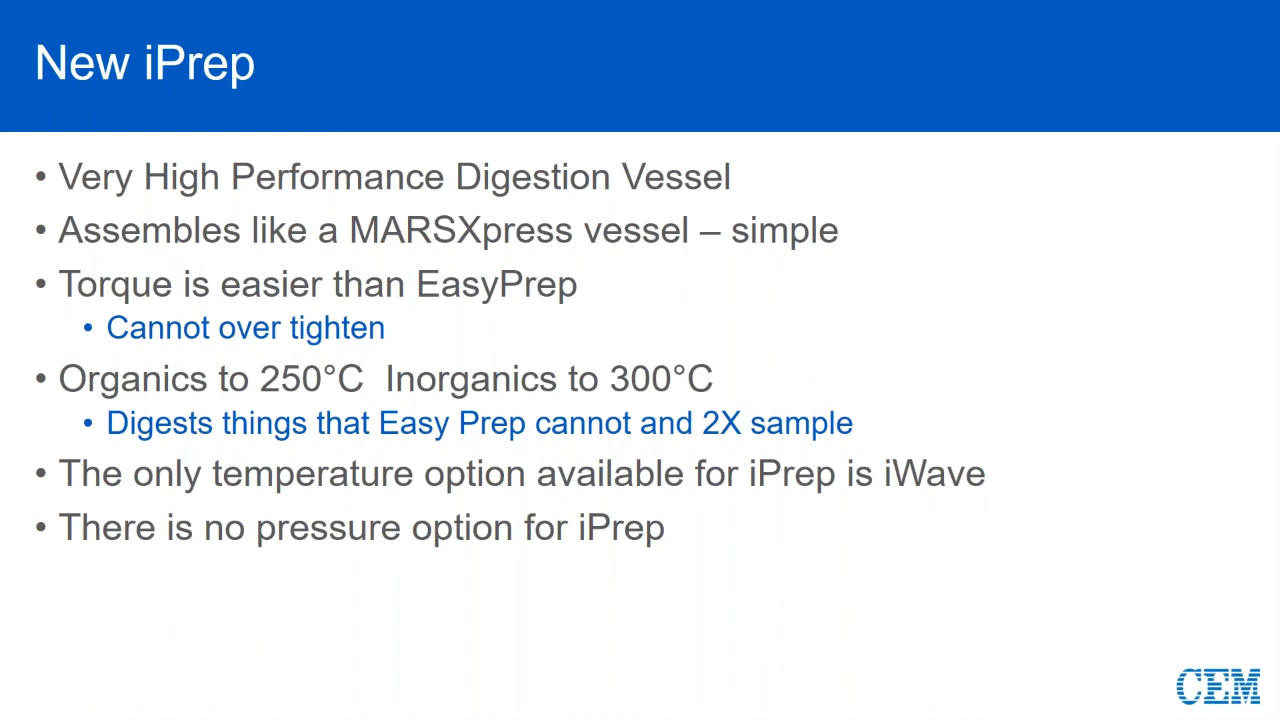 New iPrep
• Very High Performance Digestion Vessel
• Assembles like a MARSXpress vessel – simple
• Torque is easier than EasyPrep
• Cannot over tighten
• Organics to 250°C  Inorganics to 300°C
• Digests things that Easy Prep cannot and 2X sample
• The only temperature option available for iPrep is iWave
• There is no pressure option for iPrep
CEM